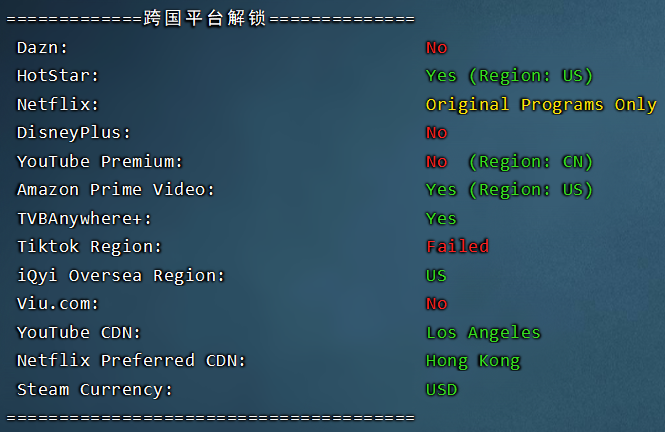 =============跨国平台解锁==============
Dazn: No
HotStar: Yes (Region: US)
Netflix: Original Programs Only
DisneyPlus: No
YouTube Premium: No (Region: CN)
Amazon Prime Video: Yes (Region: US)
TVBAnywhere+: Yes
Tiktok Region: Failed
iQyi Oversea Region: US
Viu.com: No
YouTube CDN: Los Angeles
Netflix Preferred CDN: Hong Kong
Steam Currency: USD
=======================================